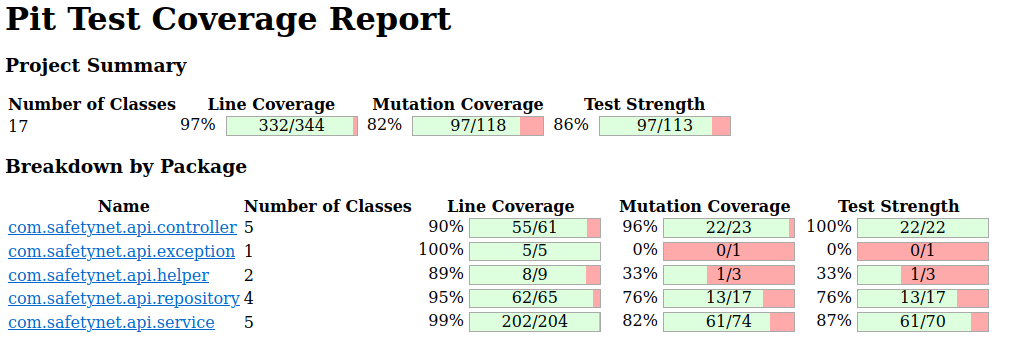 Pit Test Coverage Report
Project Summary
Number of Classes Line Coverage Mutation Coverage Test Strength
17 97% 332/344 82% 97/118 86% 97/113
Breakdown by Package
Name Number of Classes Line Coverage Mutation Coverage Test Strength
com.safetynet.api.controller 5 90% 55/61 96% 22/23 100% 22/22
com.safetynet.api.exception 1 100% 5/5 0% 0/1 0% 0/1
com.safetynet.api.helper 2 89% 8/9 33% 1/3 33% 1/3
com.safetynet.api.repository 4 95% 62/65 76% 13/17 76% 13/17
com.safetynet.api.service 5 99% 202/204 82% 61/74 87% 61/70